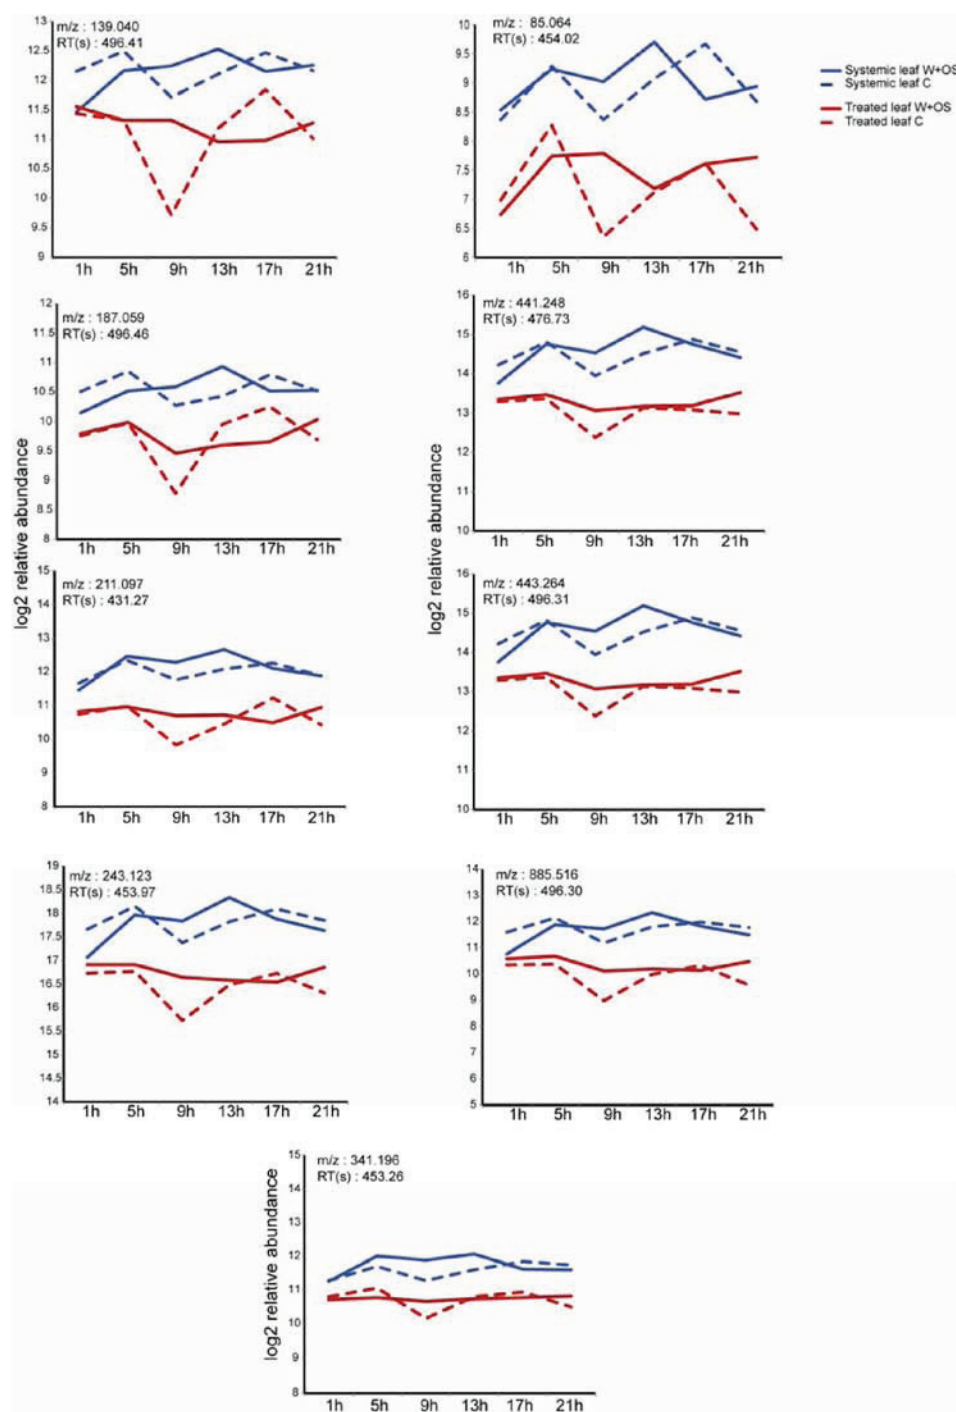 m/z : 139.040
RT(s) : 496.41
13
12.5
12
11.5
11
10.5
10
9.5
9
1h 5h 9h 13h 17h 21h
m/z : 85.064
RT(s) : 454.02
10
9.5
9
8.5
8
7.5
7
6.5
6
1h 5h 9h 13h 17h 21h
Systemic leaf W+OS
Systemic leaf C
Treated leaf W+OS
Treated leaf C
m/z : 187.059
RT(s) : 496.46
12
11
10.5
10
9.5
9
8.5
8
1h 5h 9h 13h 17h 21h
m/z : 441.248
RT(s) : 476.73
16
15
14
13
12
11
10
1h 5h 9h 13h 17h 21h
log2 relative abundance
log2 relative abundance
m/z : 211.097
RT(s) : 431.27
15
13
12
11
10
9
8
1h 5h 9h 13h 17h 21h
m/z : 443.264
RT(s) : 496.31
16
15
14
13
12
11
10
1h 5h 9h 13h 17h 21h
m/z : 243.123
RT(s) : 453.97
19
18.5
18
17.5
17
16.5
16
15.5
15
14.5
14
1h 5h 9h 13h 17h 21h
m/z : 885.516
RT(s) : 496.30
14
13
12
11
10
9
8
7
6
5
1h 5h 9h 13h 17h 21h
m/z : 341.196
RT(s) : 453.26
15
14
13
12
11
10
9
8
log2 relative abundance
1h 5h 9h 13h 17h 21h